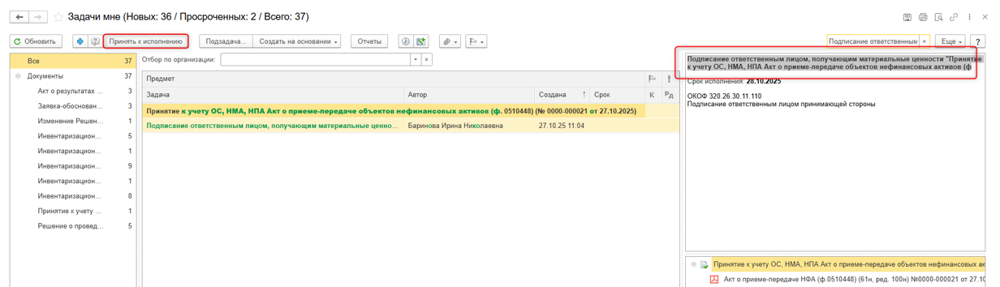 Задачи мне (Новых: 36 / Просроченных: 2 / Всего: 37)
Обновить Принять к исполнению Подзадача... Создать на основании Отчеты Подписание ответственным × Еще ?
Все 37
Документы 37
Акт о результатах ... 3
Заявка-обоснован... 3
Изменение Решен... 1
Инвентаризацион... 5
Инвентаризацион... 1
Инвентаризацион... 9
Инвентаризацион... 1
Инвентаризацион... 8
Принятие к учету ... 1
Решение о провед... 5
Отбор по организации:
Предмет
Задача Автор Создана ↑ Срок К Рд
Принятие к учету ОС, НМА, НПА Акт о приеме-передаче объектов нефинансовых активов (ф. 0510448) (№ 0000-000021 от 27.10.2025)
Подписание ответственным лицом, получающим материальные ценно... Баринова Ирина Николаевна 27.10.25 11:04
Подписание ответственным лицом, получающим материальные ценности "Принятие
к учету ОС, НМА, НПА Акт о приеме-передаче объектов нефинансовых активов (ф
Срок исполнения: 28.10.2025
ОКОФ 320.26.30.11.110
Подписание ответственным лицом принимающей стороны
Принятие к учету ОС, НМА, НПА Акт о приеме-передаче объектов нефинансовых ак
Акт о приеме-передаче НФА (ф.0510448) (61н, ред. 100н) №0000-000021 от 27.10